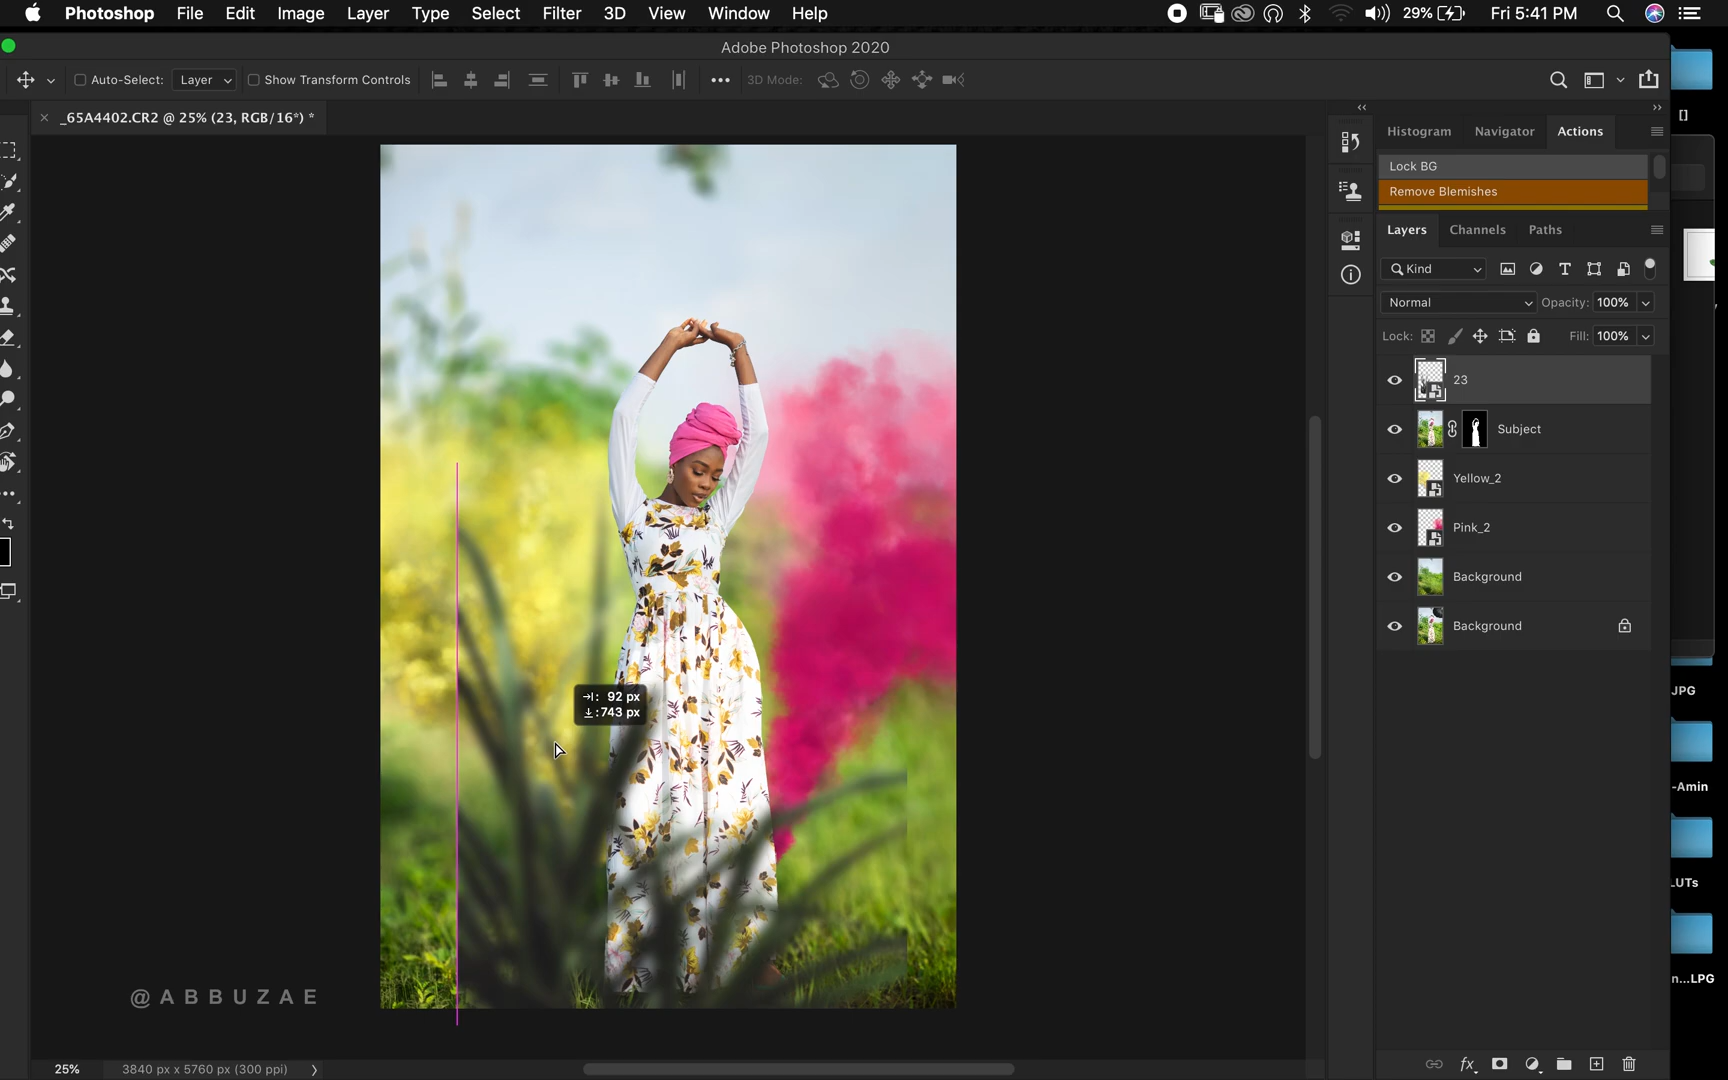 Photoshop File Edit Image Layer Type Select Filter 3D View Window Help 29% Fri 5:41 PM
Adobe Photoshop 2020
Auto-Select: Layer Show Transform Controls 3D Mode:
_65A4402.CR2 @ 25% (23, RGB/16*) *
Histogram Navigator Actions
Lock BG
Remove Blemishes
Layers Channels Paths
Kind
Normal Opacity: 100%
Lock: Fill: 100%
23
Subject
Yellow_2
Pink_2
Background
Background
92 px
743 px
@ABBUZAE
25% 3840 px x 5760 px (300 ppi)
[]
JPG
-Amin
LUTs
n...LPG